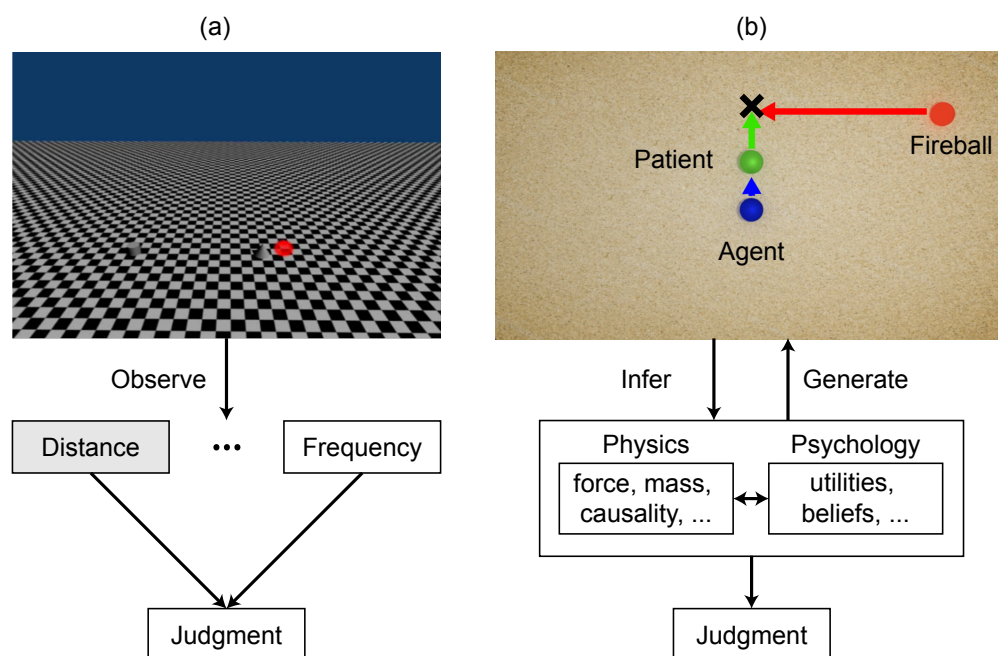 (a)
Observe
Distance
•••
Frequency
Judgment
(b)
Patient
Fireball
Agent
Infer
Generate
Physics
Psychology
force, mass,
causality, ...
utilities,
beliefs, ...
Judgment